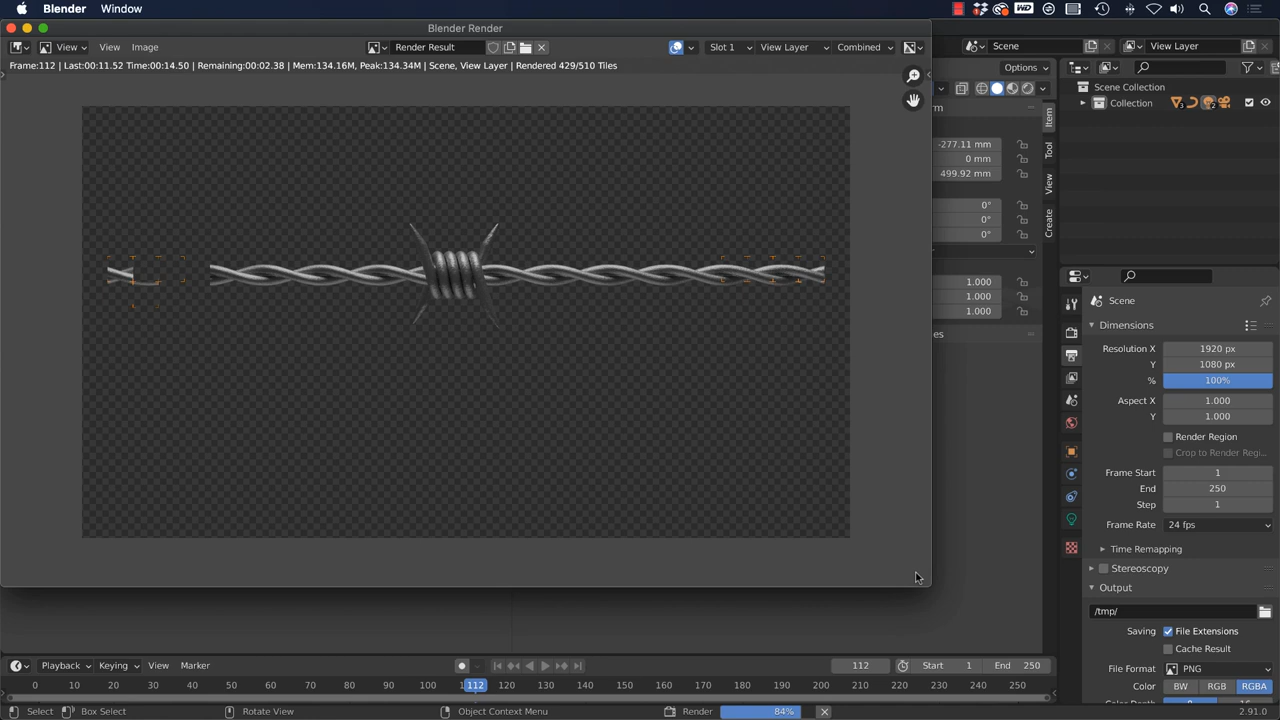 Blender Window WD
Blender Render
View View Image Render Result Slot 1 View Layer Combined
Frame:112 | Last:00:11.52 Time:00:14.50 | Remaining:00:02.38 | Mem:134.16M, Peak:134.34M | Scene, View Layer | Rendered 429/510 Tiles
Scene View Layer
Options
Scene Collection
Collection 3 2
Item
Tool
View
Create
-277.11 mm
0 mm
499.92 mm
0°
0°
0°
1.000
1.000
1.000
es
Scene
Dimensions
Resolution X 1920 px
Y 1080 px
% 100%
Aspect X 1.000
Y 1.000
Render Region
Crop to Render Regi...
Frame Start 1
End 250
Step 1
Frame Rate 24 fps
Time Remapping
Stereoscopy
Output
/tmp/
Saving File Extensions
Cache Result
File Format PNG
Color BW RGB RGBA
Playback Keying View Marker 112 Start 1 End 250
0 10 20 30 40 50 60 70 80 90 100 112 120 130 140 150 160 170 180 190 200 210 220 230 240 250
Select Box Select Rotate View Object Context Menu Render 84% 2.91.0